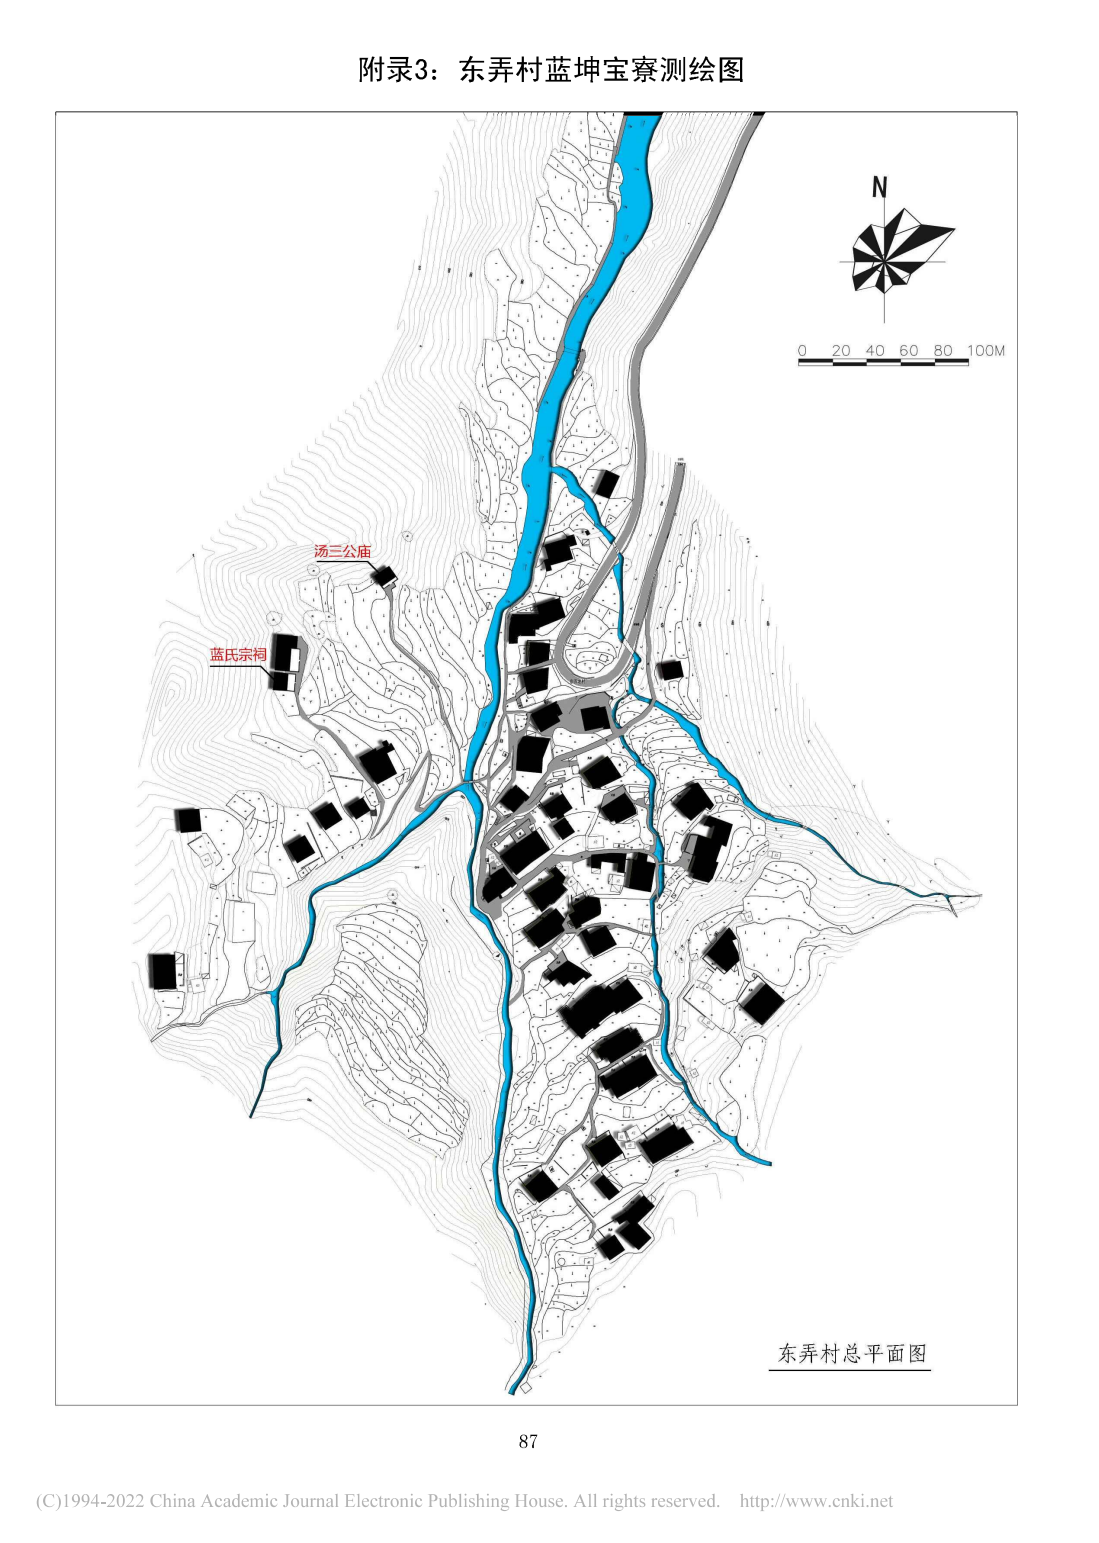 附录3：东弄村蓝坤宝寮测绘图
N
0 20 40 60 80 100M
汤三公庙
蓝氏宗祠
东弄村总平面图
87
(C)1994-2022 China Academic Journal Electronic Publishing House. All rights reserved. http://www.cnki.net